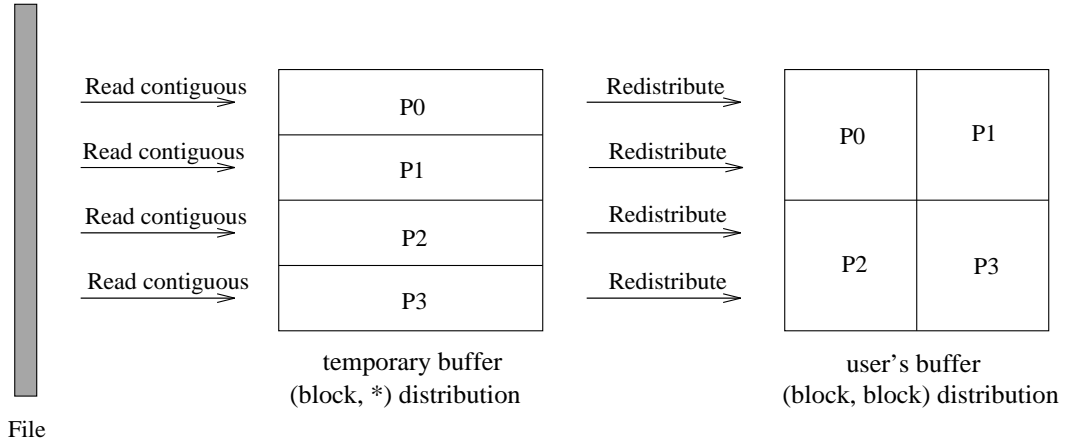 Read contiguous
Read contiguous
Read contiguous
Read contiguous
P0
P1
P2
P3
temporary buffer
(block, *) distribution
Redistribute
Redistribute
Redistribute
Redistribute
P0 P1
P2 P3
user's buffer
(block, block) distribution
File